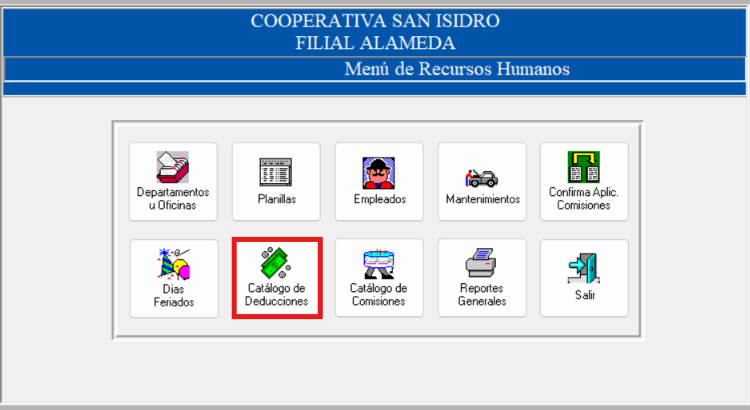 COOPERATIVA SAN ISIDRO
FILIAL ALAMEDA
Menú de Recursos Humanos
Departamentos
u Oficinas
Planillas
Empleados
Mantenimientos
Confirma Aplic.
Comisiones
Dias
Feriados
Catálogo de
Deducciones
Catálogo de
Comisiones
Reportes
Generales
Salir